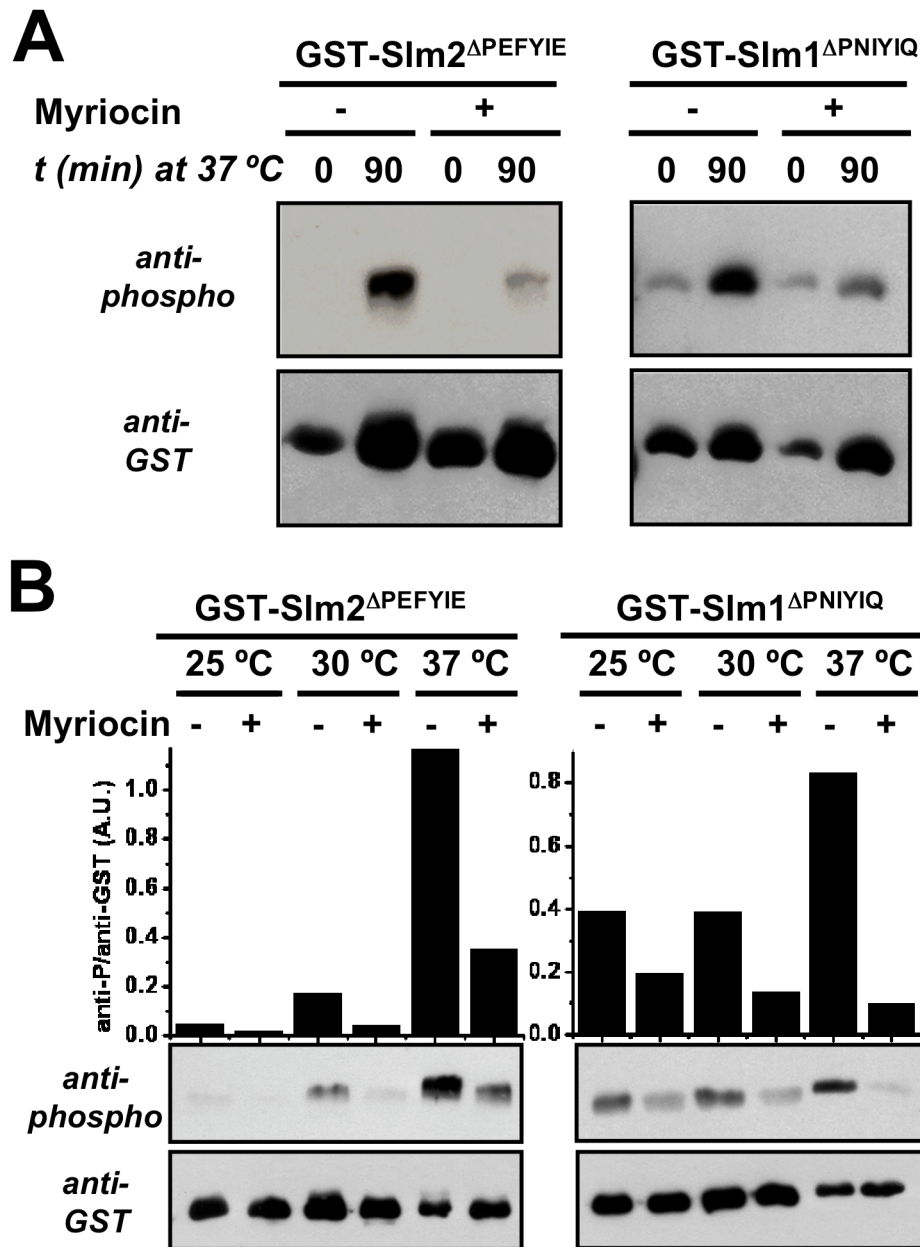 A
GST-Slm2ΔPEFYIE GST-Slm1ΔPNIYIQ
Myriocin - + - +
t (min) at 37 ºC 0 90 0 90 0 90 0 90
anti-
phospho
anti-
GST
B
GST-Slm2ΔPEFYIE GST-Slm1ΔPNIYIQ
25 ºC 30 ºC 37 ºC 25 ºC 30 ºC 37 ºC
Myriocin - + - + - + - + - + - +
anti-P/anti-GST (A.U.)
1.0
0.8
0.6
0.4
0.2
0.0
0.8
0.6
0.4
0.2
0.0
anti-
phospho
anti-
GST